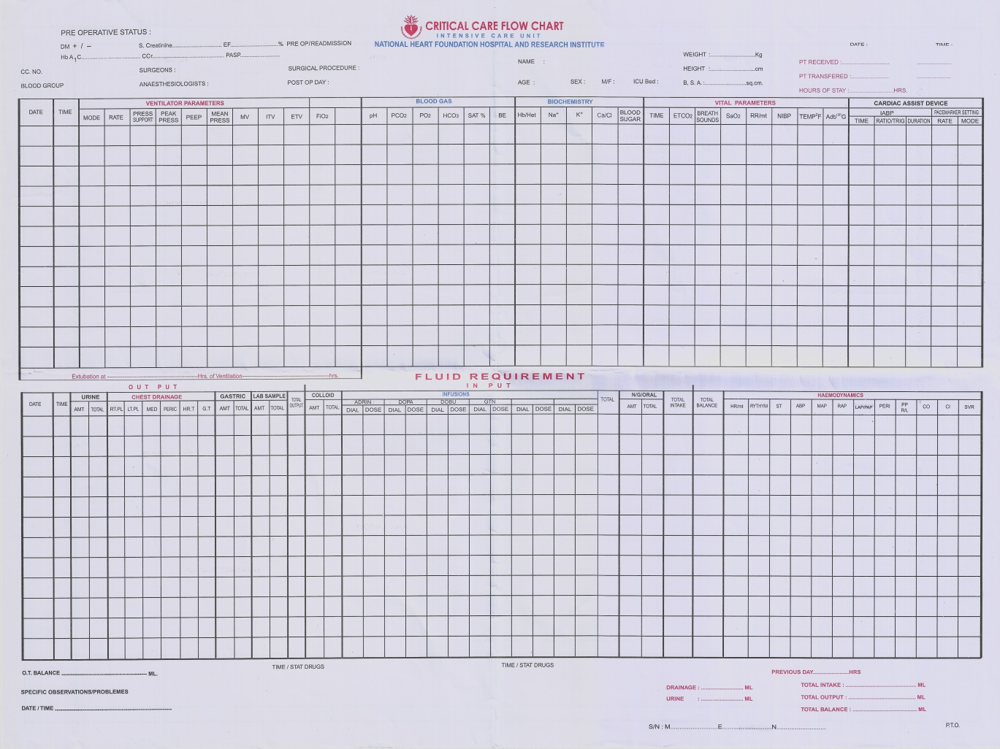 CRITICAL CARE FLOW CHART
INTENSIVE CARE UNIT
NATIONAL HEART FOUNDATION HOSPITAL AND RESEARCH INSTITUTE
PRE OPERATIVE STATUS :
DM + / – S. Creatinine EF % PRE OP/READMISSION
Hb A1C CCr PASP
CC. NO. SURGEONS : SURGICAL PROCEDURE :
BLOOD GROUP ANAESTHESIOLOGISTS : POST OP DAY :
NAME :
AGE : SEX : M/F : ICU Bed :
WEIGHT : Kg
HEIGHT : cm
B, S. A.: sq.cm.
DATE : TIME :
PT RECEIVED :
PT TRANSFERED :
HOURS OF STAY : HRS.
DATE TIME VENTILATOR PARAMETERS BLOOD GAS BIOCHEMISTRY VITAL PARAMETERS CARDIAC ASSIST DEVICE
IABP PACEMARKER SETTING
MODE RATE PRESS SUPPORT PEAK PRESS PEEP MEAN PRESS MV ITV ETV FiO2 pH PCO2 PO2 HCO3 SAT % BE Hb/Het Na+ K+ Ca/Cl BLOOD SUGAR TIME ETCO2 BREATH SOUNDS SaO2 RR/mt NIBP TEMP0F Adb G TIME RATIO/TRIG DURATION RATE MODE
Extubation at Hrs. of Ventilation hrs.
FLUID REQUIREMENT
OUT PUT IN PUT
DATE TIME URINE CHEST DRAINAGE GASTRIC LAB SAMPLE TOTAL OUTPUT COLLOID INFUSIONS TOTAL N/G/ORAL TOTAL INTAKE TOTAL BALANCE HAEMODYNAMICS
ADRIN DOPA DOBU GTN
AMT TOTAL RT.PL LT.PL MED PERIC HR.T G.T AMT TOTAL AMT TOTAL AMT TOTAL DIAL DOSE DIAL DOSE DIAL DOSE DIAL DOSE DIAL DOSE DIAL DOSE AMT TOTAL HR/mt RYTHYM ST ABP MAP RAP LAP/PAP PERI PP R/L CO CI SVR
O.T. BALANCE ML.
TIME / STAT DRUGS TIME / STAT DRUGS
SPECIFIC OBSERVATIONS/PROBLEMES
DATE / TIME
PREVIOUS DAY HRS
DRAINAGE : ML TOTAL INTAKE : ML
URINE : ML TOTAL OUTPUT : ML
TOTAL BALANCE : ML
S/N : M E N
P.T.O.